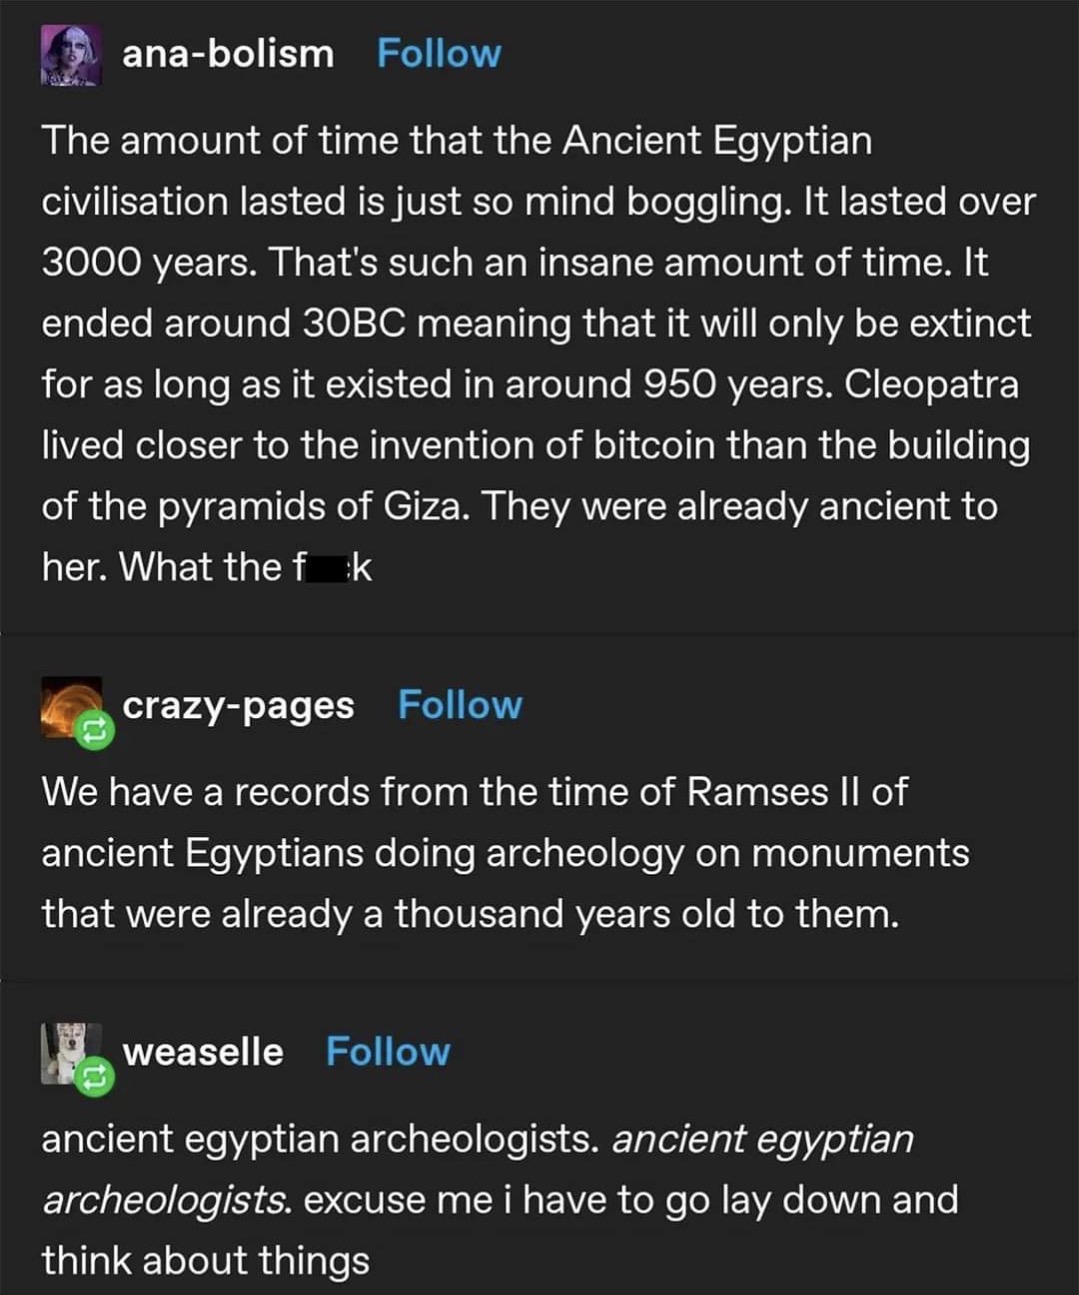 ana-bolism Follow
The amount of time that the Ancient Egyptian
civilisation lasted is just so mind boggling. It lasted over
3000 years. That's such an insane amount of time. It
ended around 30BC meaning that it will only be extinct
for as long as it existed in around 950 years. Cleopatra
lived closer to the invention of bitcoin than the building
of the pyramids of Giza. They were already ancient to
her. What the f k
crazy-pages Follow
We have a records from the time of Ramses II of
ancient Egyptians doing archeology on monuments
that were already a thousand years old to them.
weaselle Follow
ancient egyptian archeologists. ancient egyptian
archeologists. excuse me i have to go lay down and
think about things